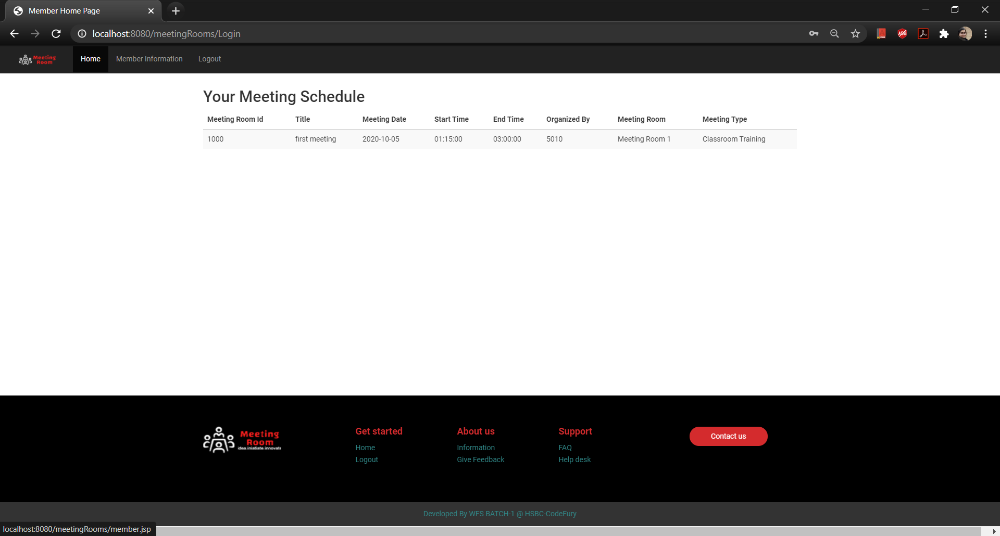 Member Home Page
localhost:8080/meetingRooms/Login
Meeting Room
Home Member Information Logout
Your Meeting Schedule
Meeting Room Id Title Meeting Date Start Time End Time Organized By Meeting Room Meeting Type
1000 first meeting 2020-10-05 01:15:00 03:00:00 5010 Meeting Room 1 Classroom Training
Meeting
Room
idea.iniatiate.innovate
Get started
Home
Logout
About us
Information
Give Feedback
Support
FAQ
Help desk
Contact us
Developed By WFS BATCH-1 @ HSBC-CodeFury
localhost:8080/meetingRooms/member.jsp